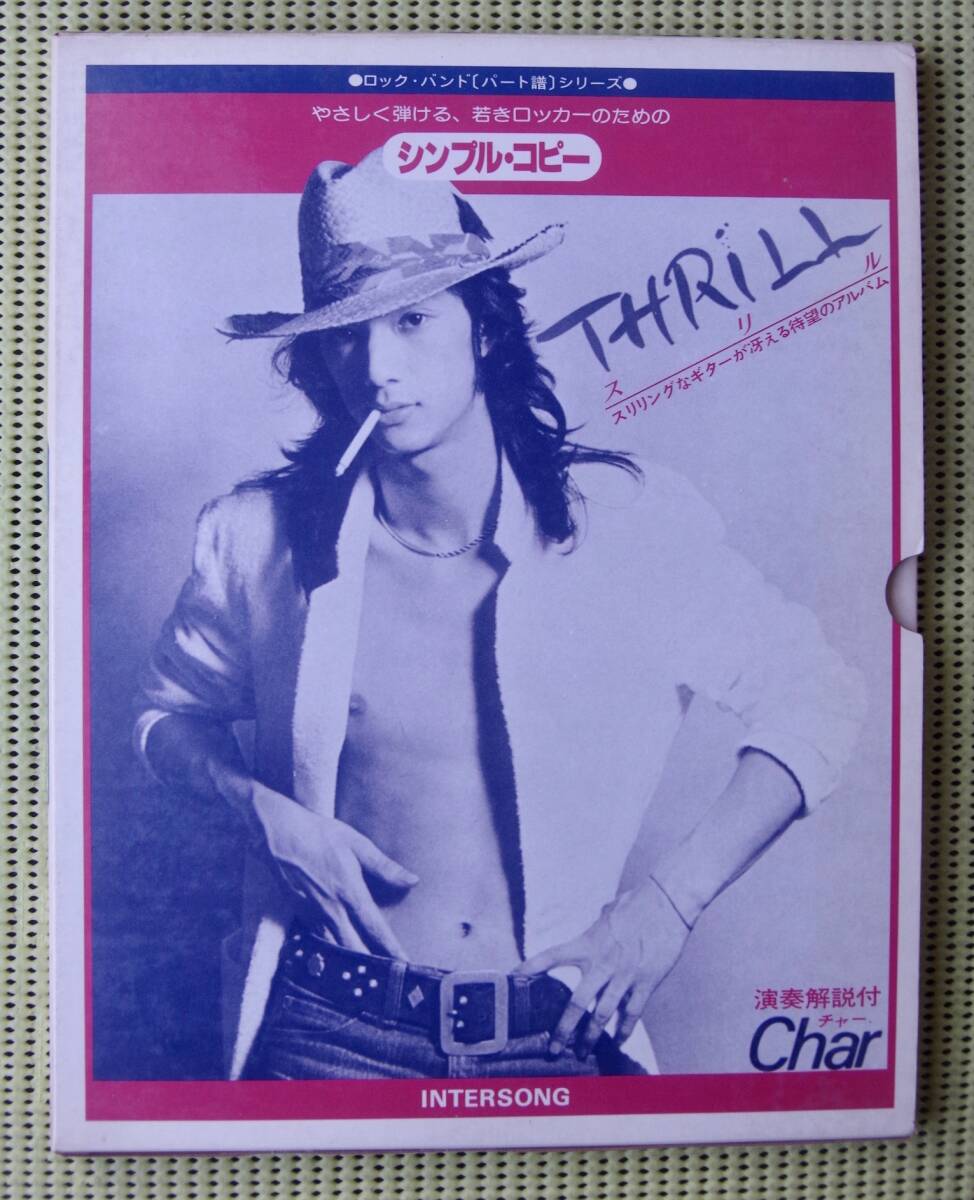 ●ロック・バンド〔パート譜〕シリーズ●
やさしく弾ける、若きロッカーのための
シンプル・コピー
THRiLL
スリル
スリリングなギターが冴える待望のアルバム
演奏解説付
チャー
Char
INTERSONG